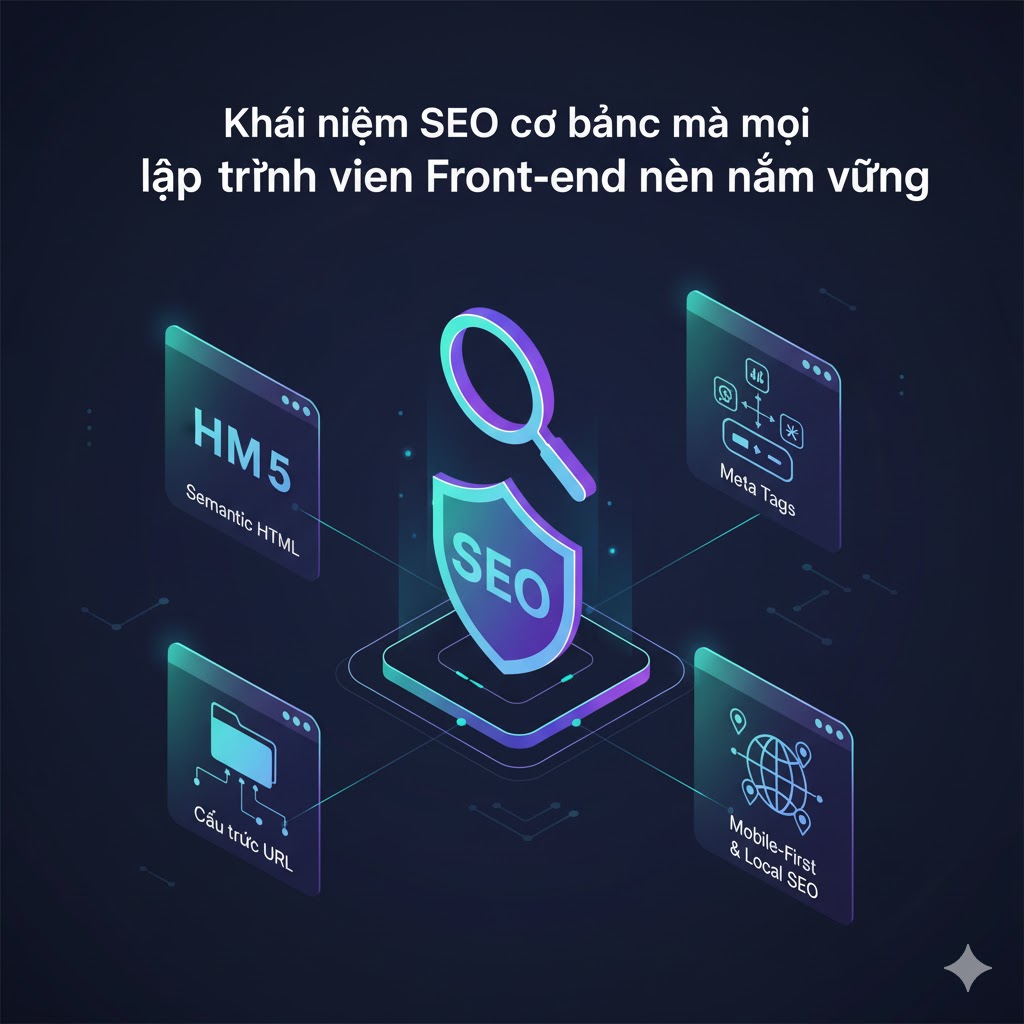 Khái niệm SEO cơ bảnc mà mọi
lập trình vien Front-end nèn nắm vững
HM5
Semantic HTML
Meta Tags
SEO
Cấu trức URL
Mobile-First
& Local SEO